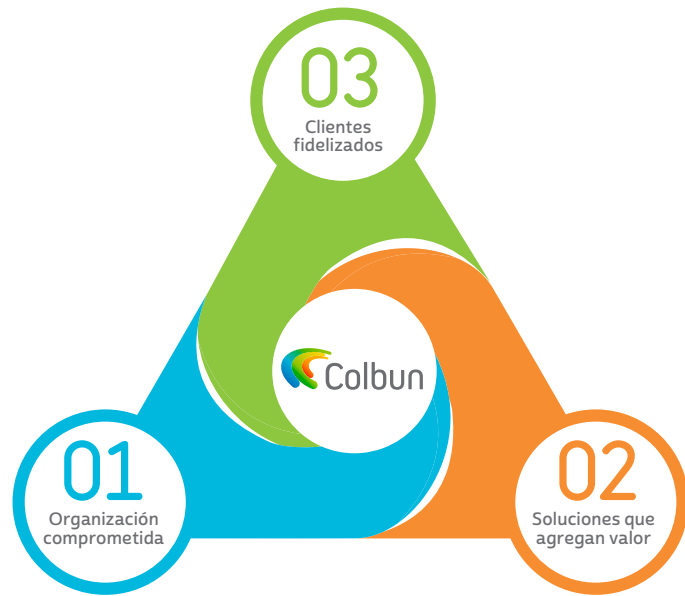 03
Clientes
fidelizados
Colbun
01
Organización
comprometida
02
Soluciones que
agregan valor